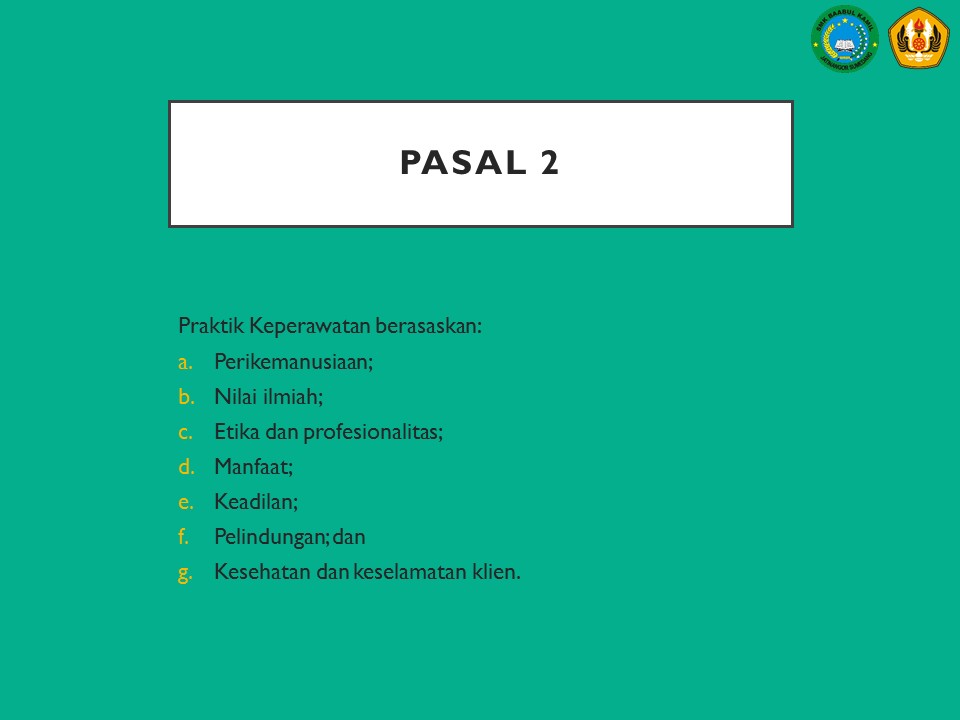 SMK BAABUL KAMIL
JATINANGOR SUMEDANG
PASAL 2
Praktik Keperawatan berasaskan:
a. Perikemanusiaan;
b. Nilai ilmiah;
c. Etika dan profesionalitas;
d. Manfaat;
e. Keadilan;
f. Pelindungan; dan
g. Kesehatan dan keselamatan klien.